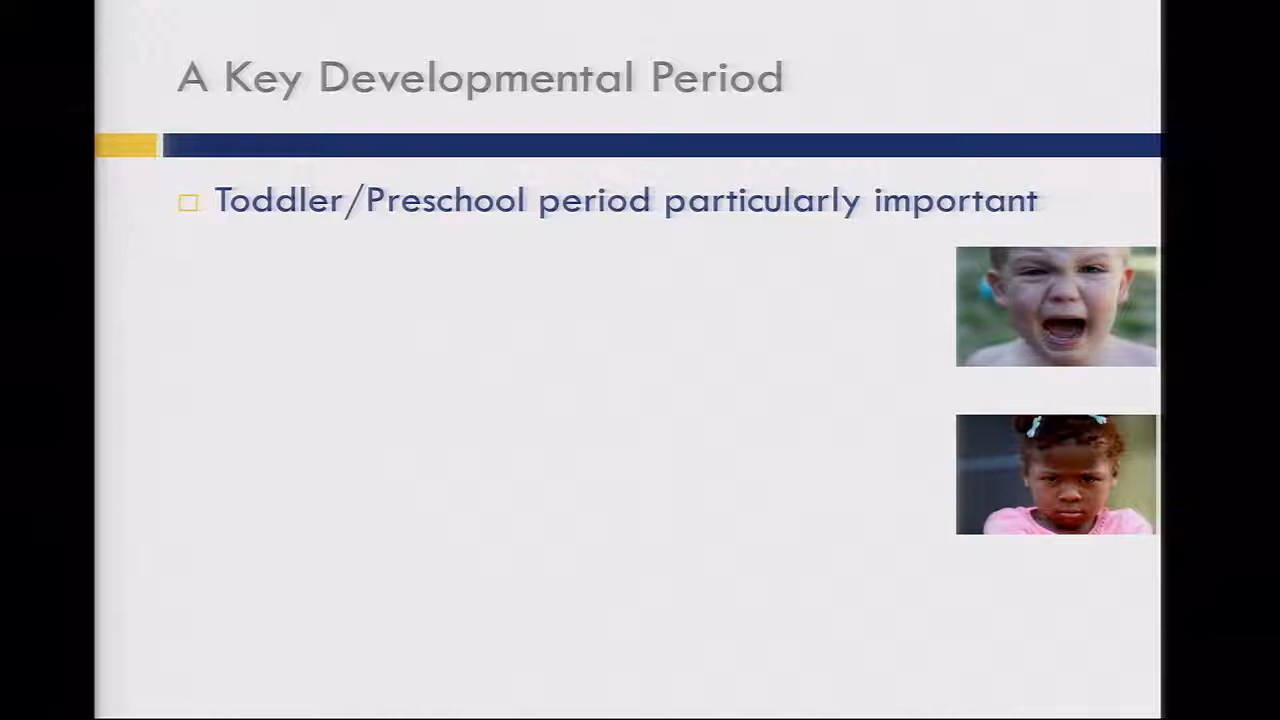 A Key Developmental Period
Toddler/Preschool period particularly important